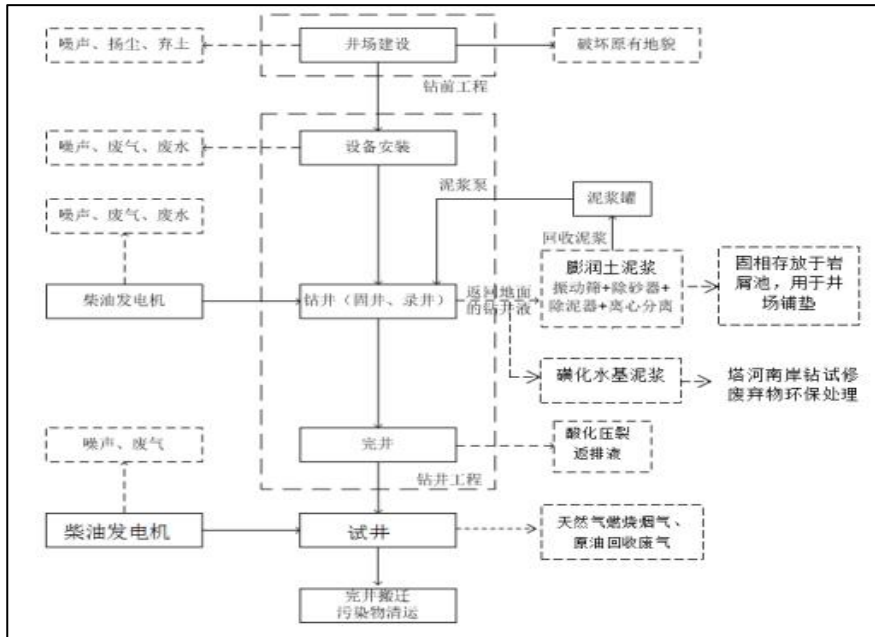 噪声、扬尘、弃土
井场建设
破坏原有地貌
钻前工程
噪声、废气、废水
设备安装
泥浆泵
泥浆罐
噪声、废气、废水
回收泥浆
柴油发电机
钻井（固井、录井）
返回地面
的钻井液
膨润土泥浆
振动筛+除砂器+
除泥器+离心分离
固相存放于岩
屑池，用于井
场铺垫
磺化水基泥浆
塔河南岸钻试修
废弃物环保处理
噪声、废气
完井
酸化压裂
返排液
钻井工程
柴油发电机
试井
天然气燃烧烟气、
原油回收废气
完井搬迁
污染物清运